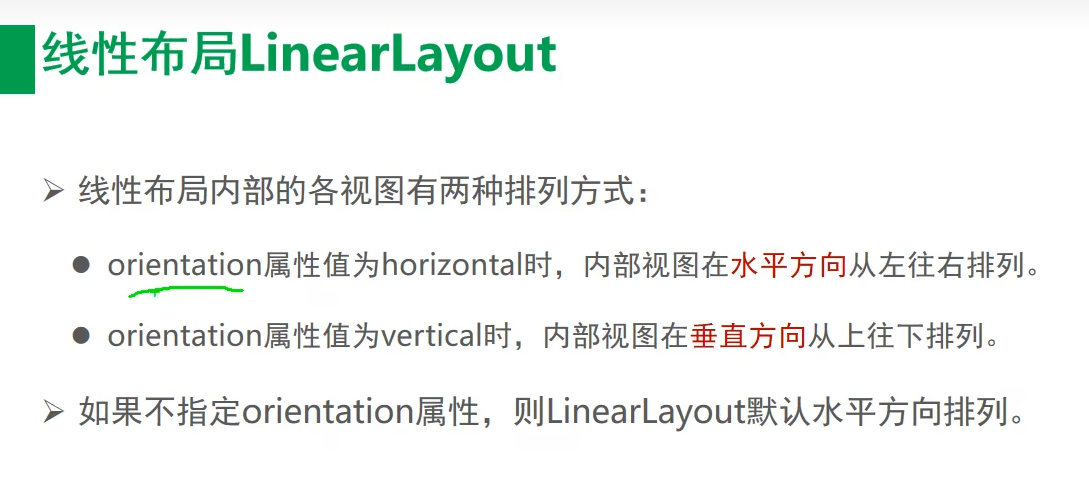 线性布局LinearLayout
线性布局内部的各视图有两种排列方式：
orientation属性值为horizontal时，内部视图在水平方向从左往右排列。
orientation属性值为vertical时，内部视图在垂直方向从上往下排列。
如果不指定orientation属性，则LinearLayout默认水平方向排列。